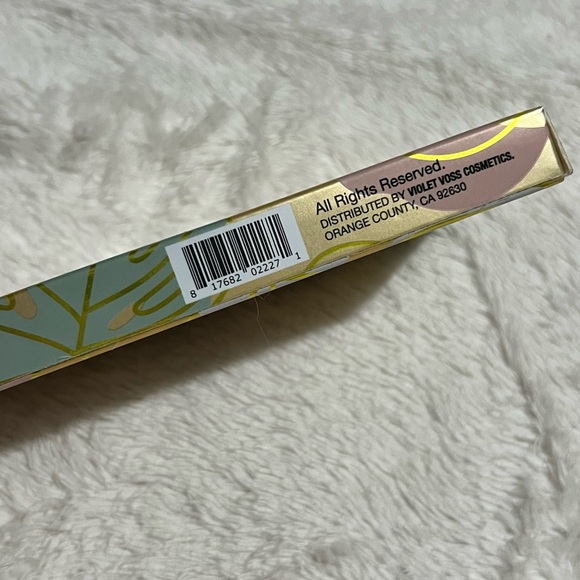 All Rights Reserved.
DISTRIBUTED BY VIOLET VOSS COSMETICS.
ORANGE COUNTY, CA 92630
8 17682 02227 1